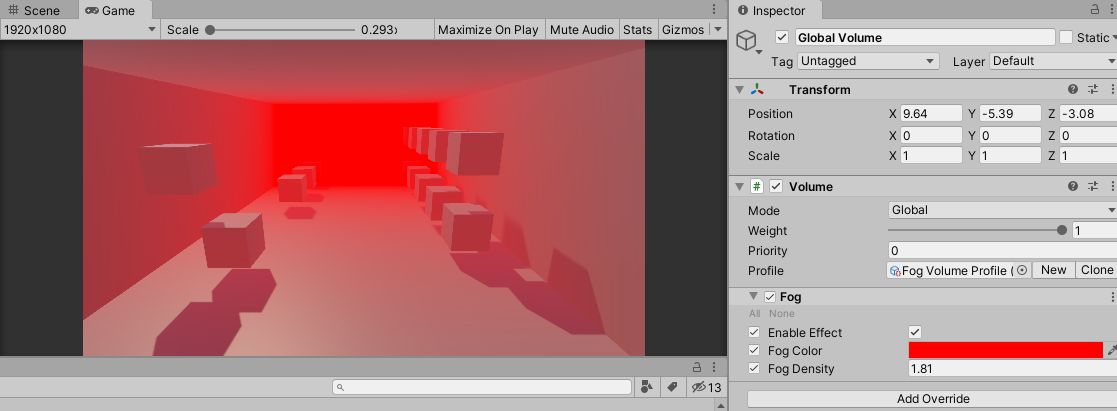 Scene Game
1920x1080 Scale 0.293x Maximize On Play Mute Audio Stats Gizmos
13
Inspector
Global Volume Static
Tag Untagged Layer Default
Transform
Position X 9.64 Y -5.39 Z -3.08
Rotation X 0 Y 0 Z 0
Scale X 1 Y 1 Z 1
# Volume
Mode Global
Weight 1
Priority 0
Profile Fog Volume Profile ( New Clone
Fog
All None
Enable Effect
Fog Color
Fog Density 1.81
Add Override